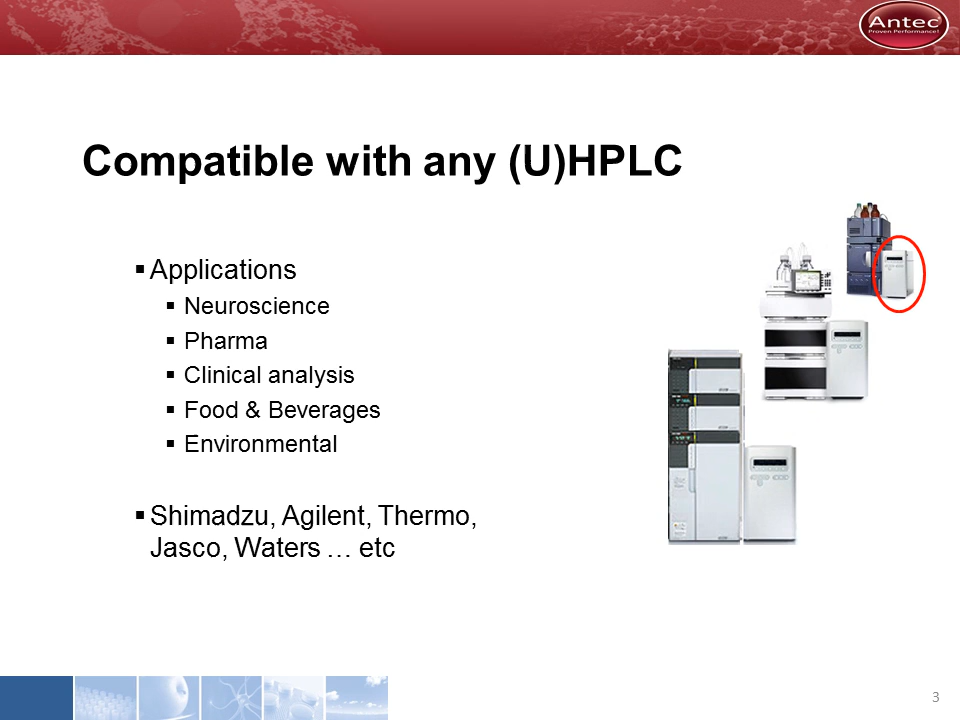 Antec
Proven Performance!
Compatible with any (U)HPLC
▪ Applications
▪ Neuroscience
▪ Pharma
▪ Clinical analysis
▪ Food & Beverages
▪ Environmental
▪ Shimadzu, Agilent, Thermo,
Jasco, Waters … etc
3